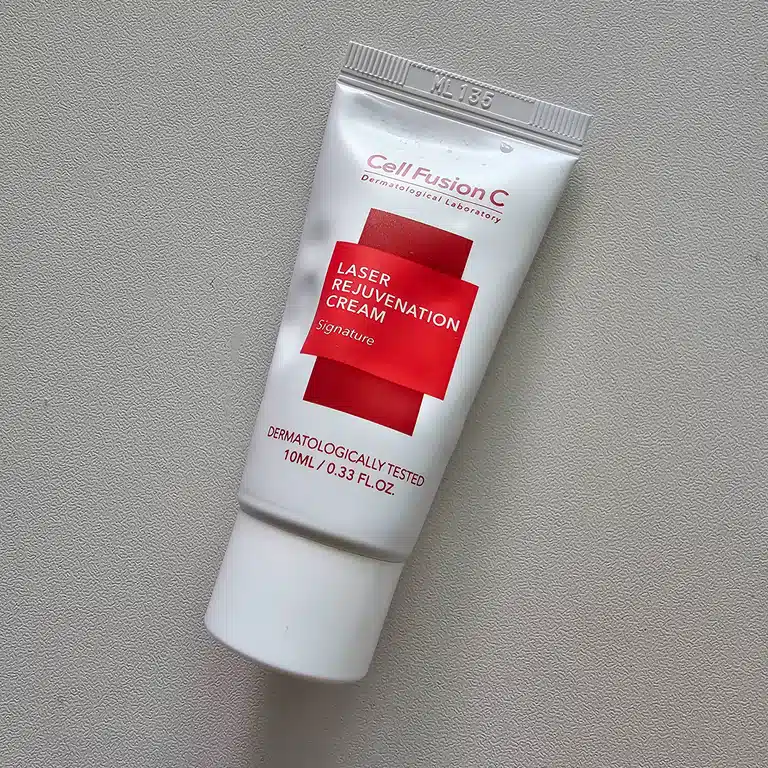 ML135
Cell Fusion C
Dermatological Laboratory
LASER
REJUVENATION
CREAM
Signature
DERMATOLOGICALLY TESTED
10ML / 0.33 FL.OZ.